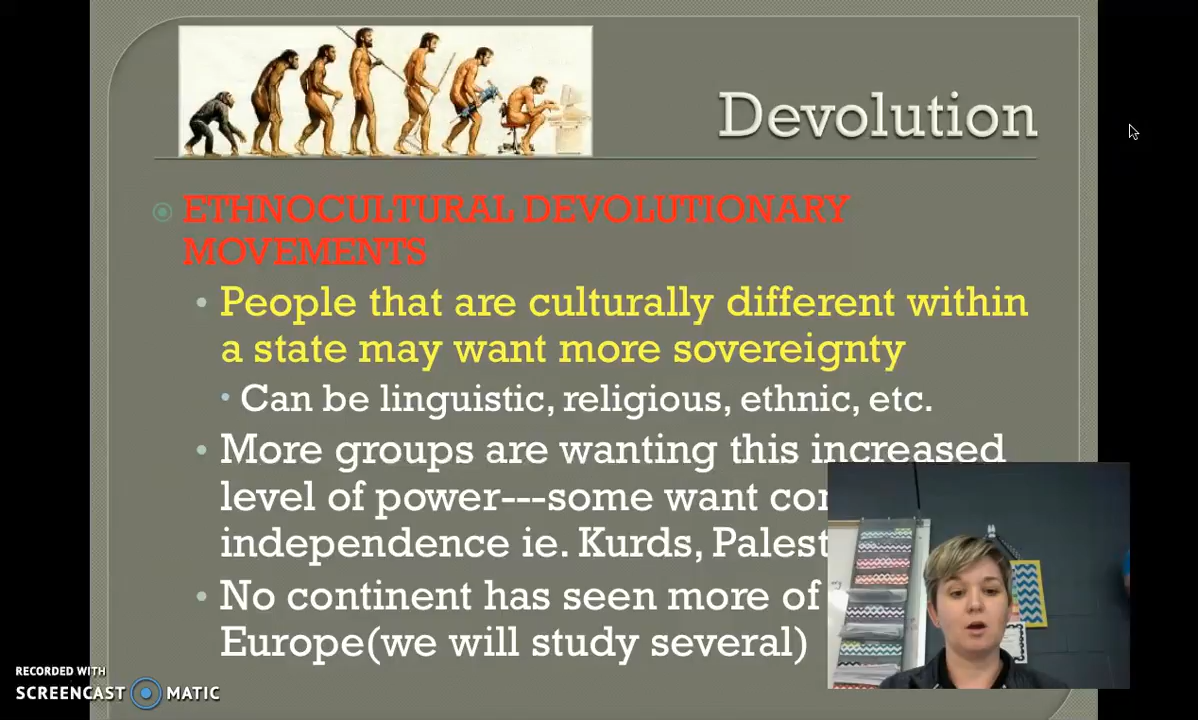 Devolution
ETHNOCULTURAL DEVOLUTIONARY
MOVEMENTS
People that are culturally different within
a state may want more sovereignty
Can be linguistic, religious, ethnic, etc.
More groups are wanting this increased
level of power---some want
independence ie. Kurds,
No continent has seen more of
Europe(we will study several)
RECORDED WITH
SCREENCAST MATIC